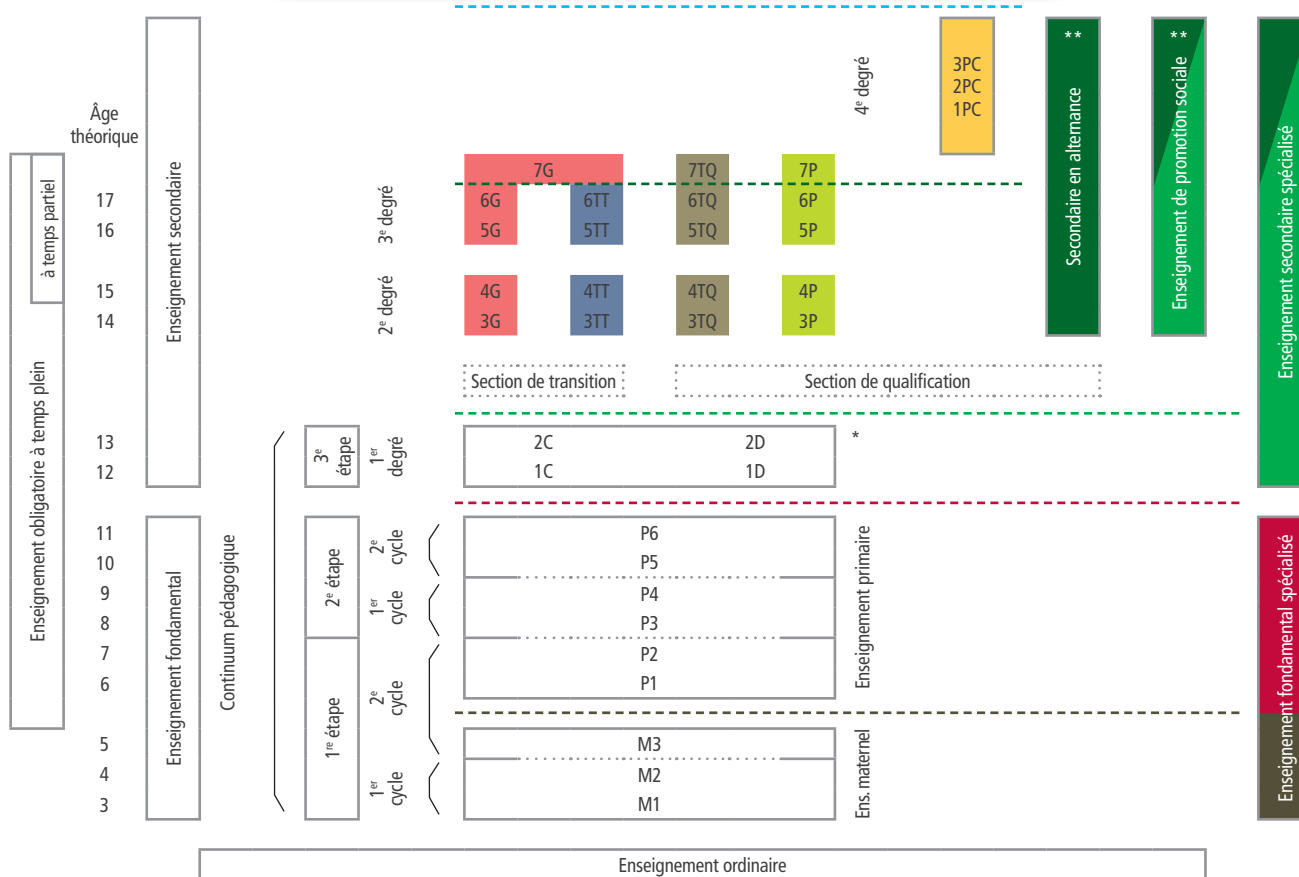 Âge
théorique
17
16
15
14
13
12
11
10
9
8
7
6
5
4
3
à temps partiel
Enseignement obligatoire à temps plein
Enseignement secondaire
Enseignement fondamental
Continuum pédagogique
4e degré
3PC
2PC
1PC
3e degré
7G
7TQ
7P
6G
6TT
6TQ
6P
5G
5TT
5TQ
5P
2e degré
4G
4TT
4TQ
4P
3G
3TT
3TQ
3P
Section de transition
Section de qualification
3e
étape
1er
degré
2C
2D
*
1C
1D
2e étape
2e
cycle
P6
P5
1er
cycle
P4
P3
1re étape
2e
cycle
P2
P1
M3
1er
cycle
M2
M1
Enseignement primaire
Ens. maternel
**
Secondaire en alternance
**
Enseignement de promotion sociale
Enseignement secondaire spécialisé
Enseignement fondamental spécialisé
Enseignement ordinaire